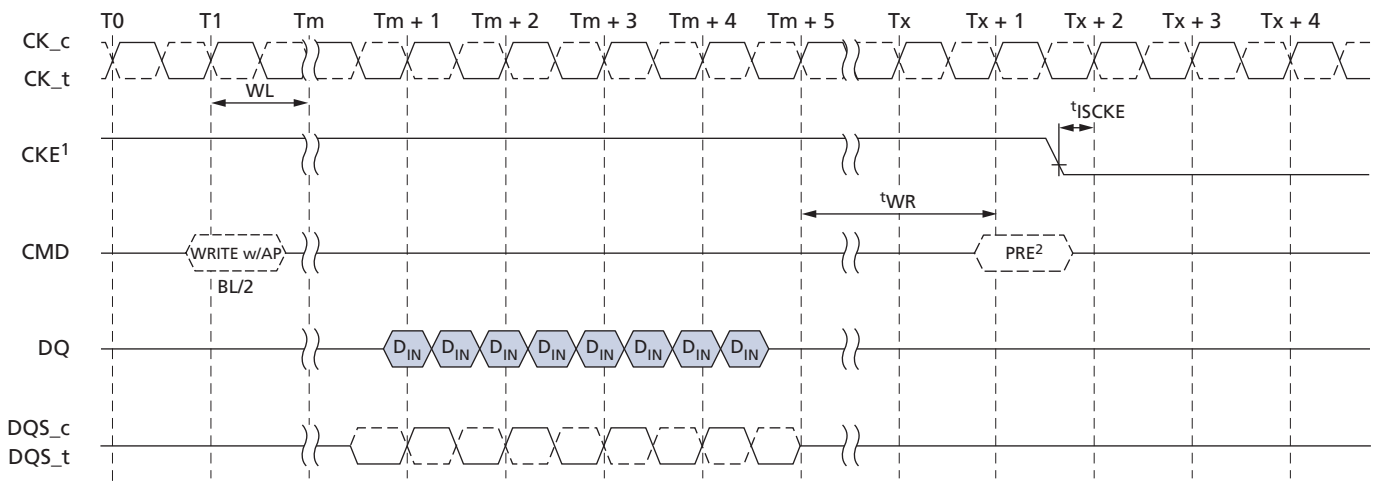 T0 T1 Tm Tm + 1 Tm + 2 Tm + 3 Tm + 4 Tm + 5 Tx Tx + 1 Tx + 2 Tx + 3 Tx + 4
CK_c
CK_t
WL
tISCKE
CKE1
tWR
CMD WRITE w/AP PRE2
BL/2
DQ DIN DIN DIN DIN DIN DIN DIN DIN
DQS_c
DQS_t